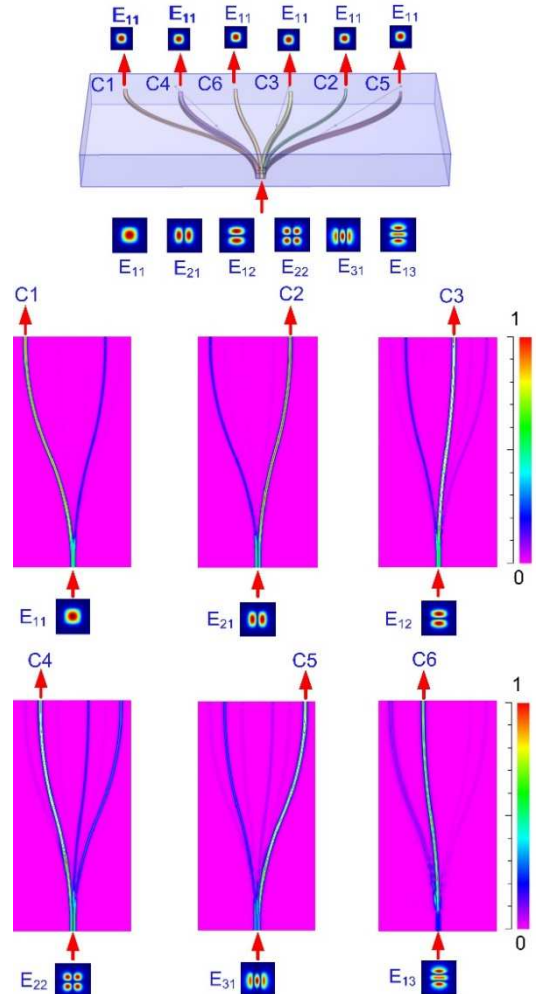 E₁₁ E₁₁ E₁₁ E₁₁ E₁₁ E₁₁
C1 C4 C6 C3 C2 C5
E₁₁ E₂₁ E₁₂ E₂₂ E₃₁ E₁₃
C1 C2 C3
1
0
E₁₁ E₂₁ E₁₂
C4 C5 C6
1
0
E₂₂ E₃₁ E₁₃